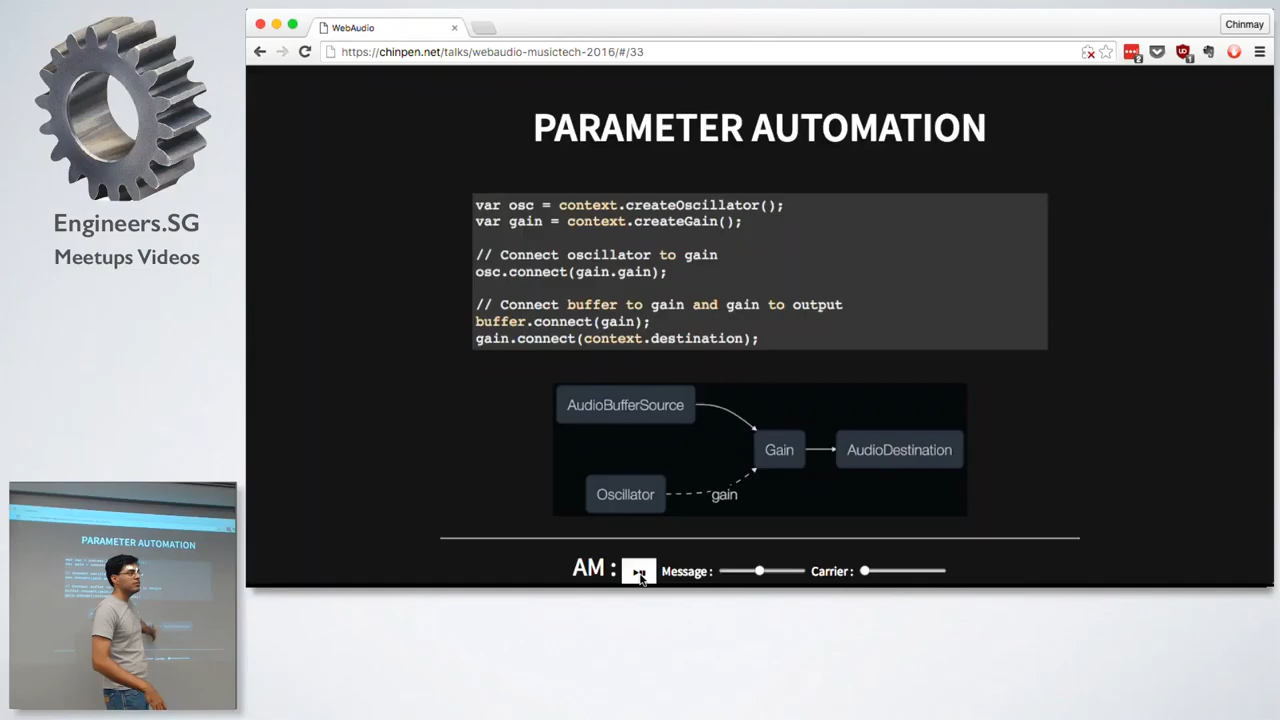 Engineers.SG
Meetups Videos
WebAudio
Chinmay
https://chinpen.net/talks/webaudio-musictech-2016/#/33
2
1
PARAMETER AUTOMATION
var osc = context.createOscillator();
var gain = context.createGain();
// Connect oscillator to gain
osc.connect(gain.gain);
// Connect buffer to gain and gain to output
buffer.connect(gain);
gain.connect(context.destination);
AudioBufferSource
Gain
AudioDestination
Oscillator
gain
AM :
Message :
Carrier :
PARAMETER AUTOMATION